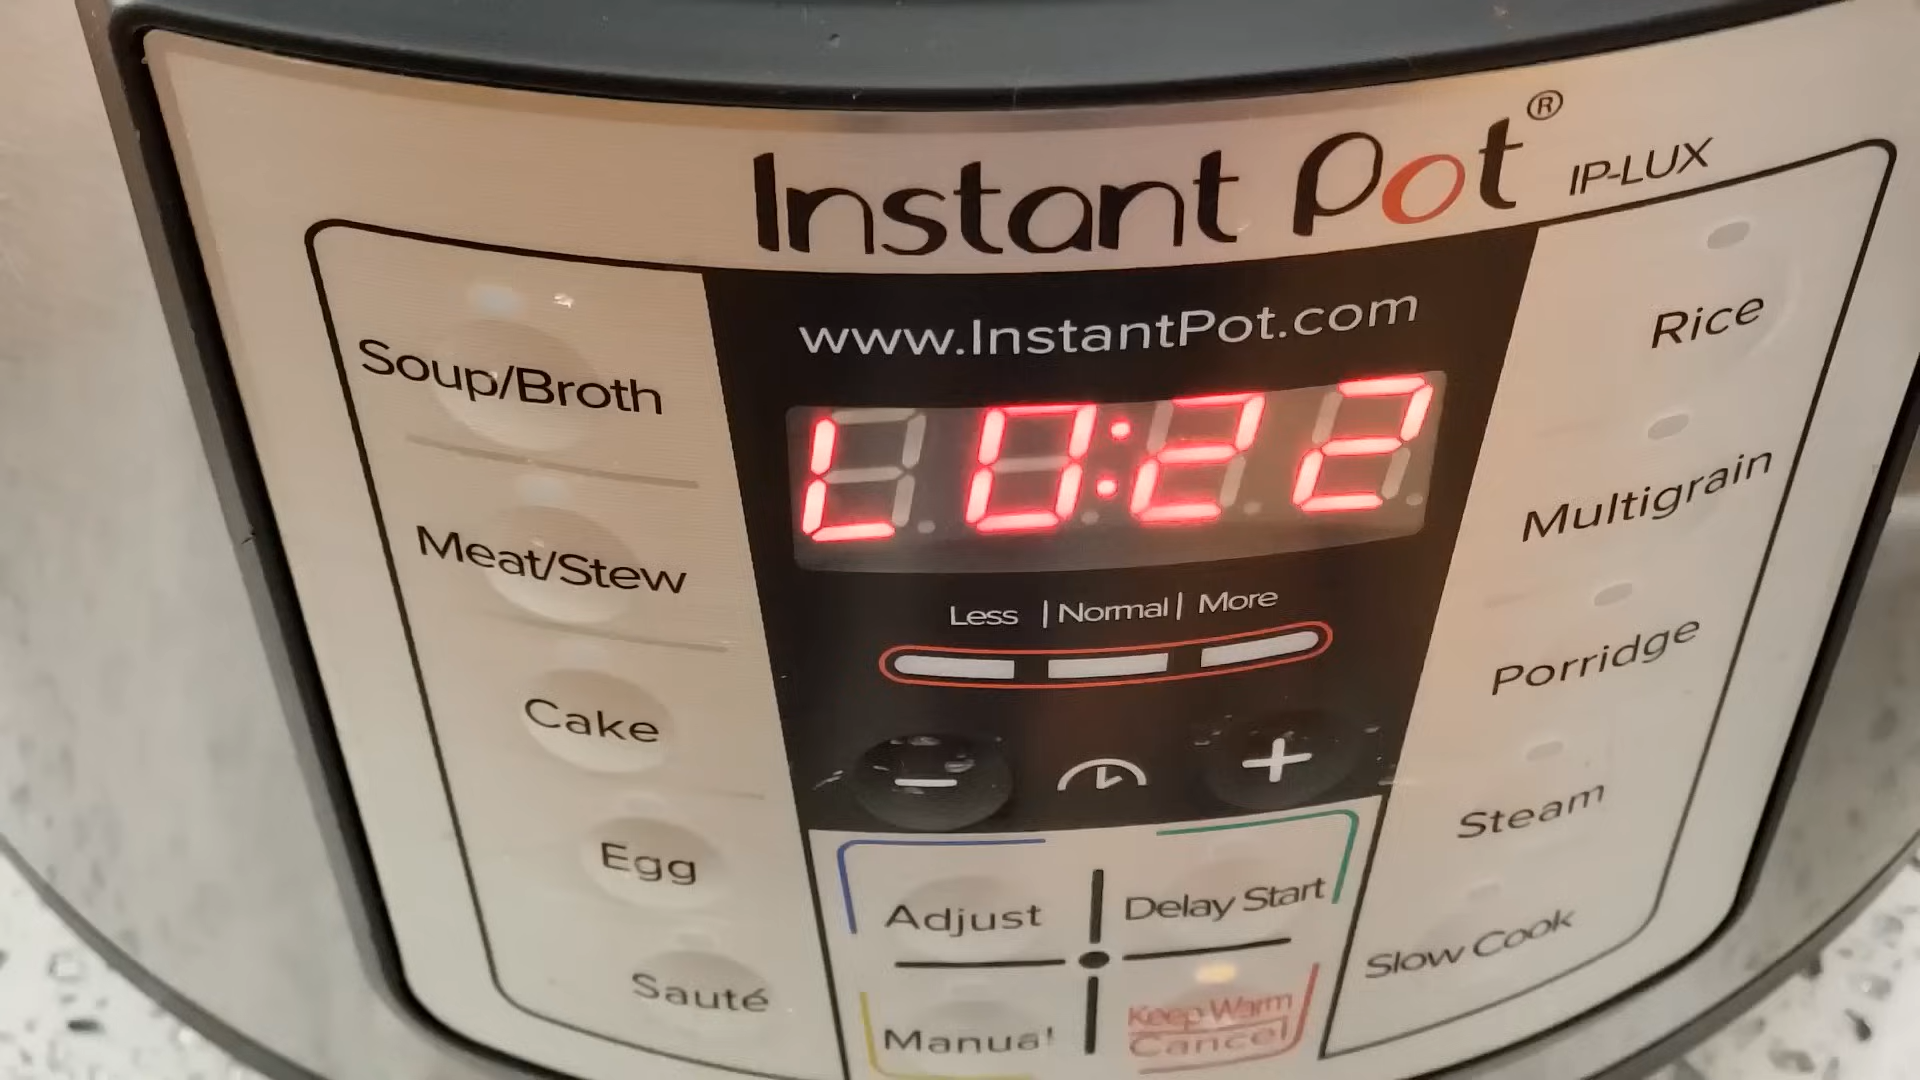 Instant Pot® IP-LUX
www.InstantPot.com
L0:22
Less | Normal | More
- +
Soup/Broth
Meat/Stew
Cake
Egg
Sauté
Adjust
Delay Start
Manual
Keep Warm
Cancel
Rice
Multigrain
Porridge
Steam
Slow Cook